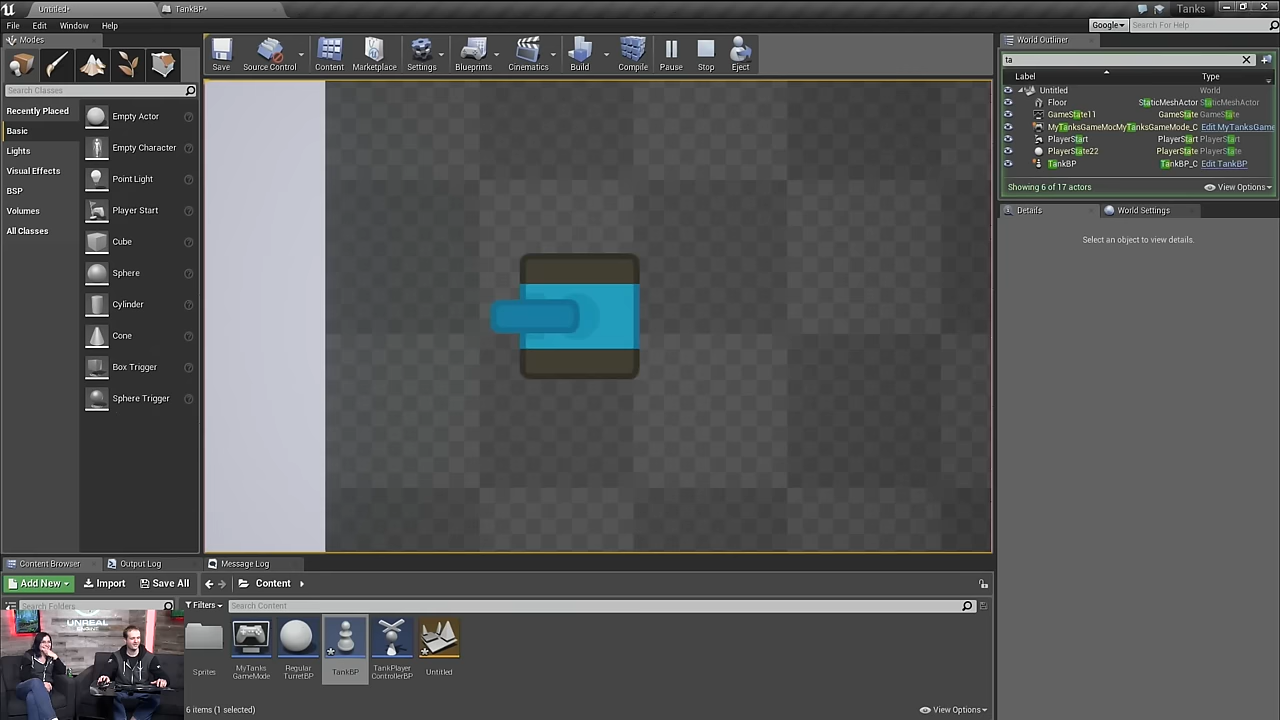 Untitled*
TankBP*
Tanks
File
Edit
Window
Help
Google
Search For Help
Modes
Search Classes
Recently Placed
Basic
Lights
Visual Effects
BSP
Volumes
All Classes
Empty Actor
Empty Character
Point Light
Player Start
Cube
Sphere
Cylinder
Cone
Box Trigger
Sphere Trigger
Save
Source Control
Content
Marketplace
Settings
Blueprints
Cinematics
Build
Compile
Pause
Stop
Eject
World Outliner
ta
Label
Type
Untitled
World
Floor
StaticMeshActor
StaticMeshActor
GameState11
GameState
GameState
MyTanksGameMoc
MyTanksGameMode_C
Edit MyTanksGame
PlayerStart
PlayerStart
PlayerStart
PlayerState22
PlayerState
PlayerState
TankBP
TankBP_C
Edit TankBP
Showing 6 of 17 actors
View Options
Details
World Settings
Select an object to view details.
Content Browser
Output Log
Message Log
Add New
Import
Save All
Content
Search Folders
Filters
Search Content
Sprites
MyTanks
GameMode
Regular
TurretBP
TankBP
TankPlayer
ControllerBP
Untitled
6 items (1 selected)
View Options
UNREAL